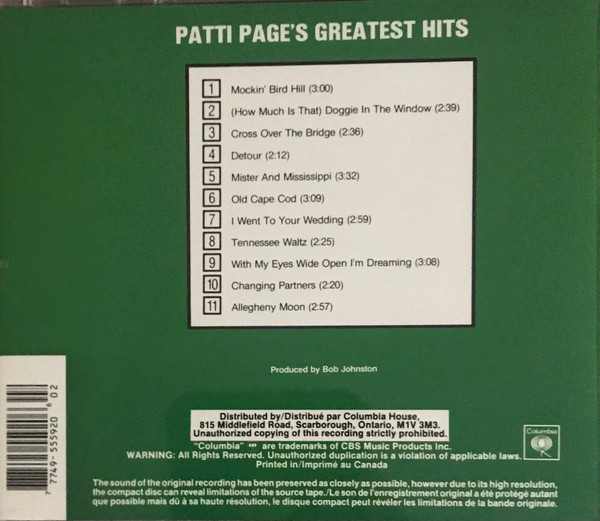 PATTI PAGE'S GREATEST HITS
1 Mockin' Bird Hill (3:00)
2 (How Much Is That) Doggie In The Window (2:39)
3 Cross Over The Bridge (2:36)
4 Detour (2:12)
5 Mister And Mississippi (3:32)
6 Old Cape Cod (3:09)
7 I Went To Your Wedding (2:59)
8 Tennessee Waltz (2:25)
9 With My Eyes Wide Open I'm Dreaming (3:08)
10 Changing Partners (2:20)
11 Allegheny Moon (2:57)
Produced by Bob Johnston
7 7749-555920 02
Distributed by/Distribué par Columbia House,
815 Middlefield Road, Scarborough, Ontario, M1V 3M3.
Unauthorized copying of this recording strictly prohibited.
"Columbia" are trademarks of CBS Music Products Inc.
WARNING: All Rights Reserved. Unauthorized duplication is a violation of applicable laws.
Printed in/Imprimé au Canada
Columbia
The sound of the original recording has been preserved as closely as possible, however due to its high resolution,
the compact disc can reveal limitations of the source tape./Le son de l'enregistrement original a été protégé autant
que possible mais dû à sa haute résolution, le disque compact peut révéler les limitations de la bande originale.